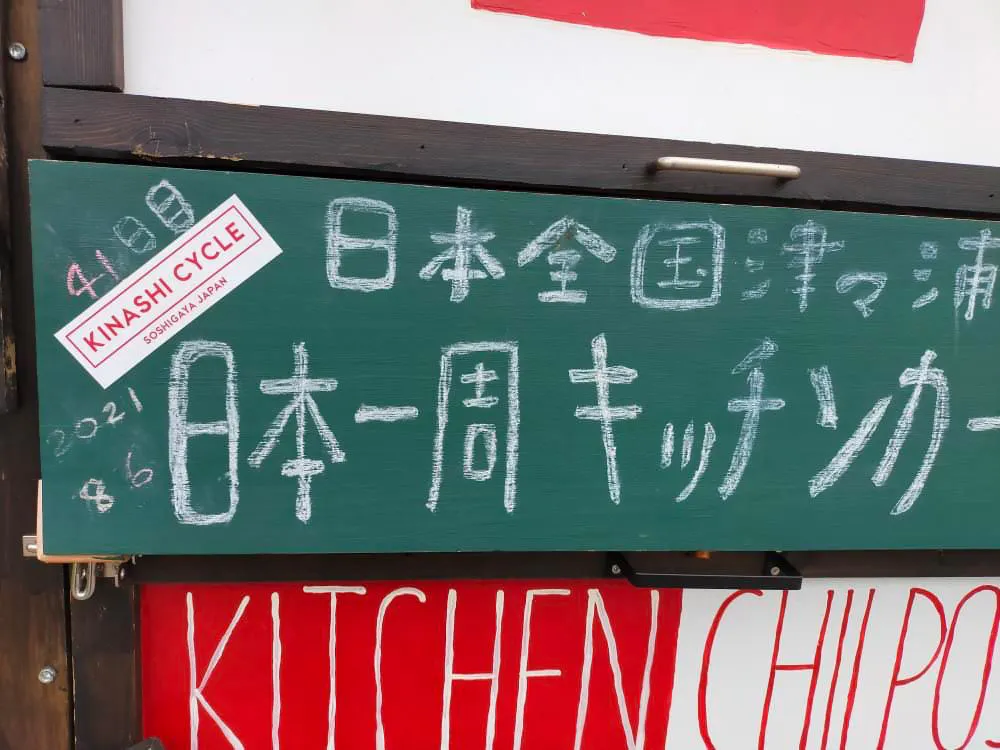 41日目
KINASHI CYCLE
SOSHIGAYA JAPAN
2021
8 6
日本全国津々浦
日本一周キッチンカー
KITCHEN CHIIPO